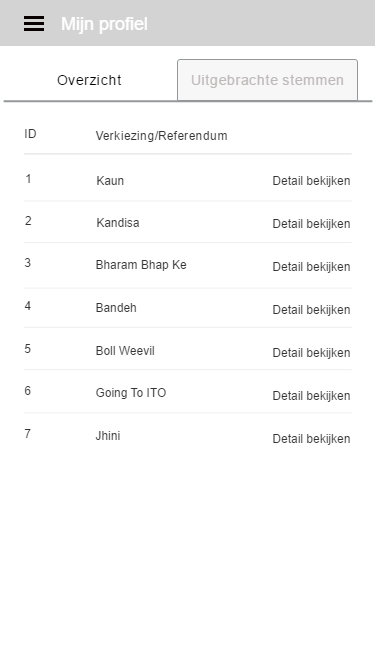 Mijn profiel
Overzicht Uitgebrachte stemmen
ID Verkiezing/Referendum
1 Kaun Detail bekijken
2 Kandisa Detail bekijken
3 Bharam Bhap Ke Detail bekijken
4 Bandeh Detail bekijken
5 Boll Weevil Detail bekijken
6 Going To ITO Detail bekijken
7 Jhini Detail bekijken